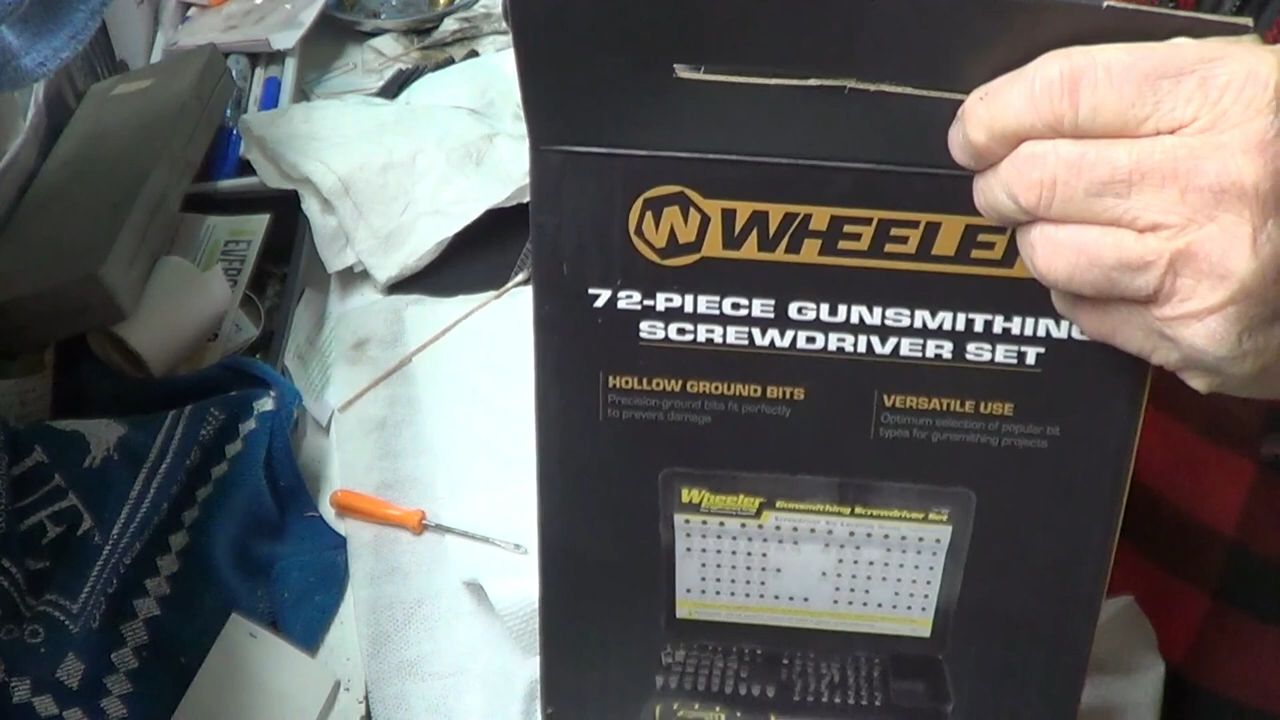 WHEELE
72-PIECE GUNSMITHING
SCREWDRIVER SET
HOLLOW GROUND BITS
Precision-ground bits fit perfectly
to prevent damage
VERSATILE USE
Optimum selection of popular bit
types for gunsmithing projects
Wheeler
Gunsmithing Screwdriver Set
EVER